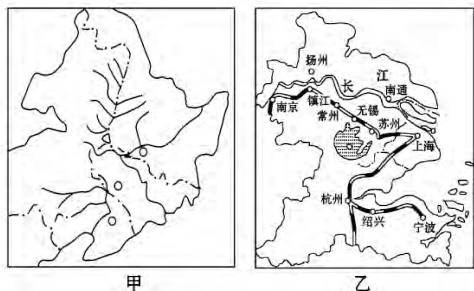 扬州
长
江
南通
南京
镇江
常州
无锡
苏州
上海
杭州
绍兴
宁波
甲
乙